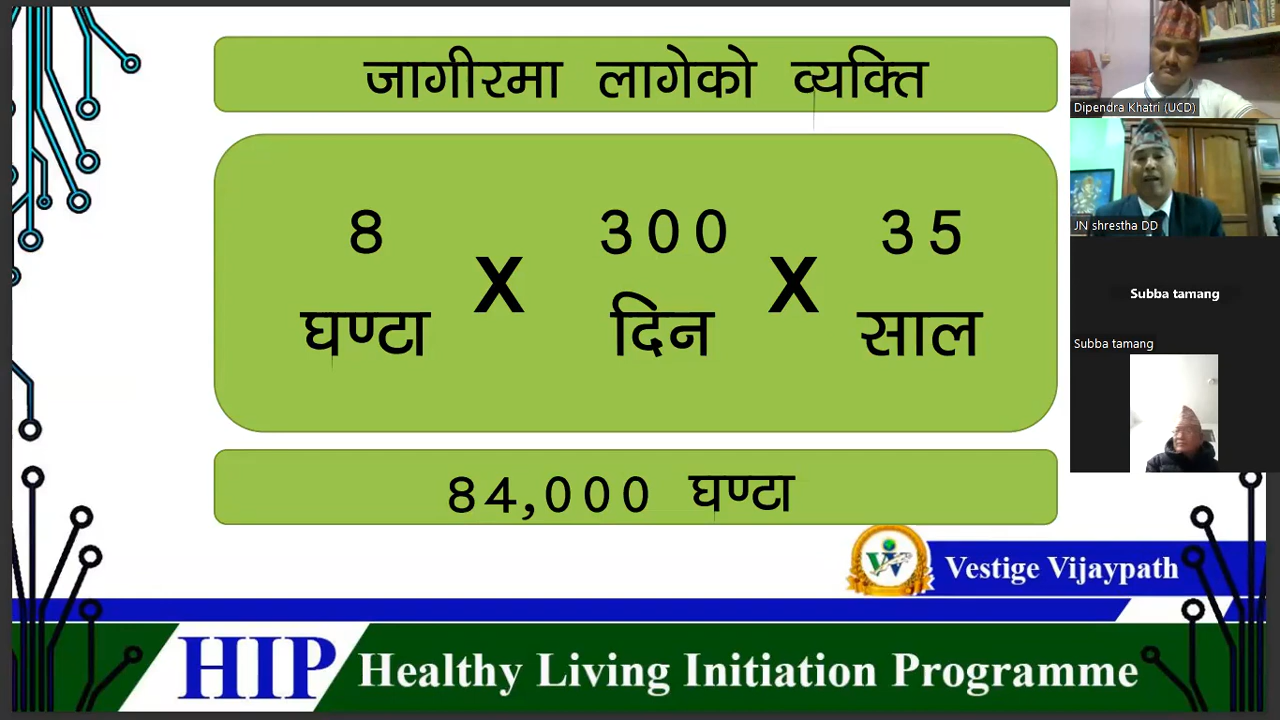 जागीरमा लागेको व्यक्ति
8 X 300 X 35
घण्टा दिन साल
84,000 घण्टा
Vestige Vijaypath
HIP Healthy Living Initiation Programme
Dipendra Khatri (UCD)
JN shrestha DD
Subba tamang
Subba tamang